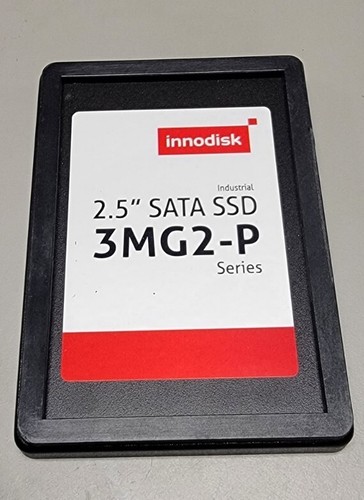 innodisk
Industrial
2.5" SATA SSD
3MG2-P
Series